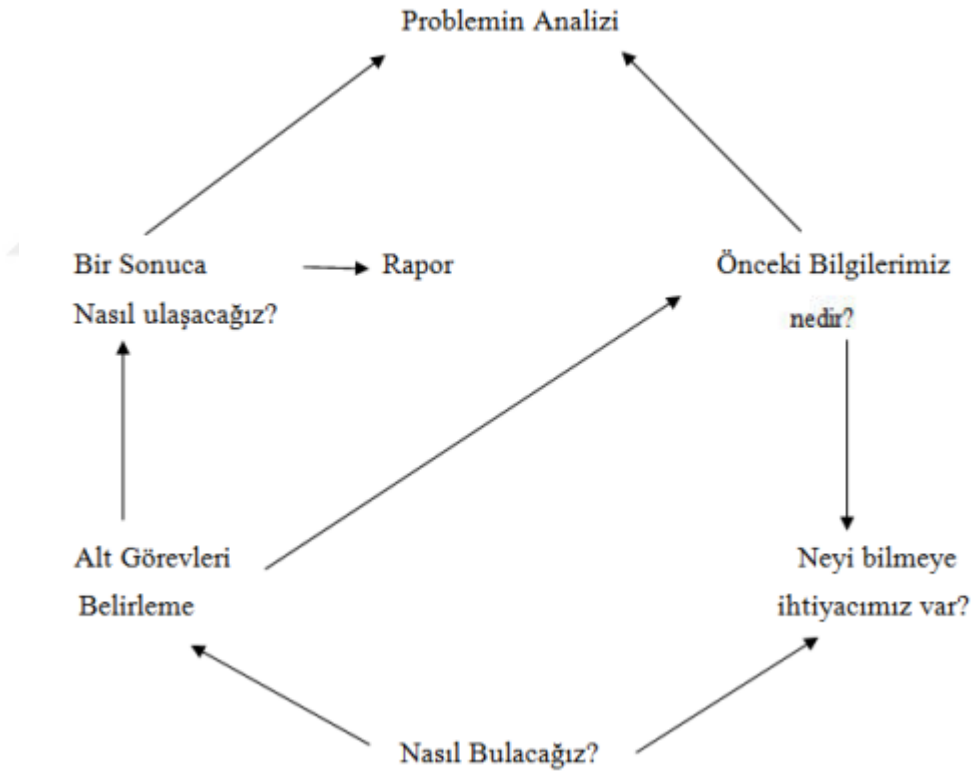 Problemin Analizi
Bir Sonuca
Nasıl ulaşacağız?
Rapor
Önceki Bilgilerimiz
nedir?
Alt Görevleri
Belirleme
Neyi bilmeye
ihtiyacımız var?
Nasıl Bulacağız?